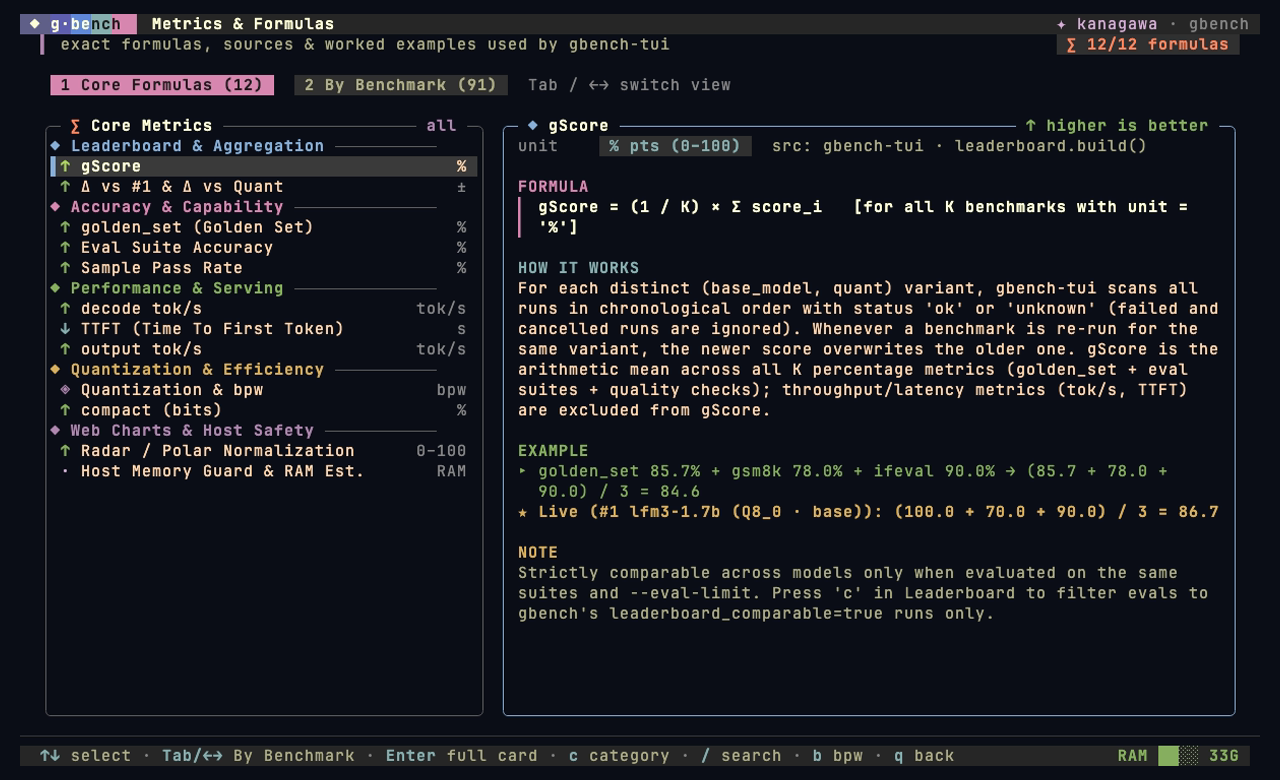 ◆ g·bench Metrics & Formulas ✦ kanagawa · gbench
exact formulas, sources & worked examples used by gbench-tui ∑ 12/12 formulas
1 Core Formulas (12) 2 By Benchmark (91) Tab / ←→ switch view
∑ Core Metrics all
◆ Leaderboard & Aggregation
↑ gScore %
↑ Δ vs #1 & Δ vs Quant ±
◆ Accuracy & Capability
↑ golden_set (Golden Set) %
↑ Eval Suite Accuracy %
↑ Sample Pass Rate %
◆ Performance & Serving
↑ decode tok/s tok/s
↓ TTFT (Time To First Token) s
↑ output tok/s tok/s
◆ Quantization & Efficiency
◈ Quantization & bpw bpw
↑ compact (bits) %
◆ Web Charts & Host Safety
↑ Radar / Polar Normalization 0-100
· Host Memory Guard & RAM Est. RAM
◆ gScore ↑ higher is better
unit % pts (0-100) src: gbench-tui · leaderboard.build()
FORMULA
gScore = (1 / K) × Σ score_i [for all K benchmarks with unit =
'%']
HOW IT WORKS
For each distinct (base_model, quant) variant, gbench-tui scans all
runs in chronological order with status 'ok' or 'unknown' (failed and
cancelled runs are ignored). Whenever a benchmark is re-run for the
same variant, the newer score overwrites the older one. gScore is the
arithmetic mean across all K percentage metrics (golden_set + eval
suites + quality checks); throughput/latency metrics (tok/s, TTFT)
are excluded from gScore.
EXAMPLE
‣ golden_set 85.7% + gsm8k 78.0% + ifeval 90.0% → (85.7 + 78.0 +
90.0) / 3 = 84.6
★ Live (#1 lfm3-1.7b (Q8_0 · base)): (100.0 + 70.0 + 90.0) / 3 = 86.7
NOTE
Strictly comparable across models only when evaluated on the same
suites and --eval-limit. Press 'c' in Leaderboard to filter evals to
gbench's leaderboard_comparable=true runs only.
↑↓ select · Tab/←→ By Benchmark · Enter full card · c category · / search · b bpw · q back RAM 33G